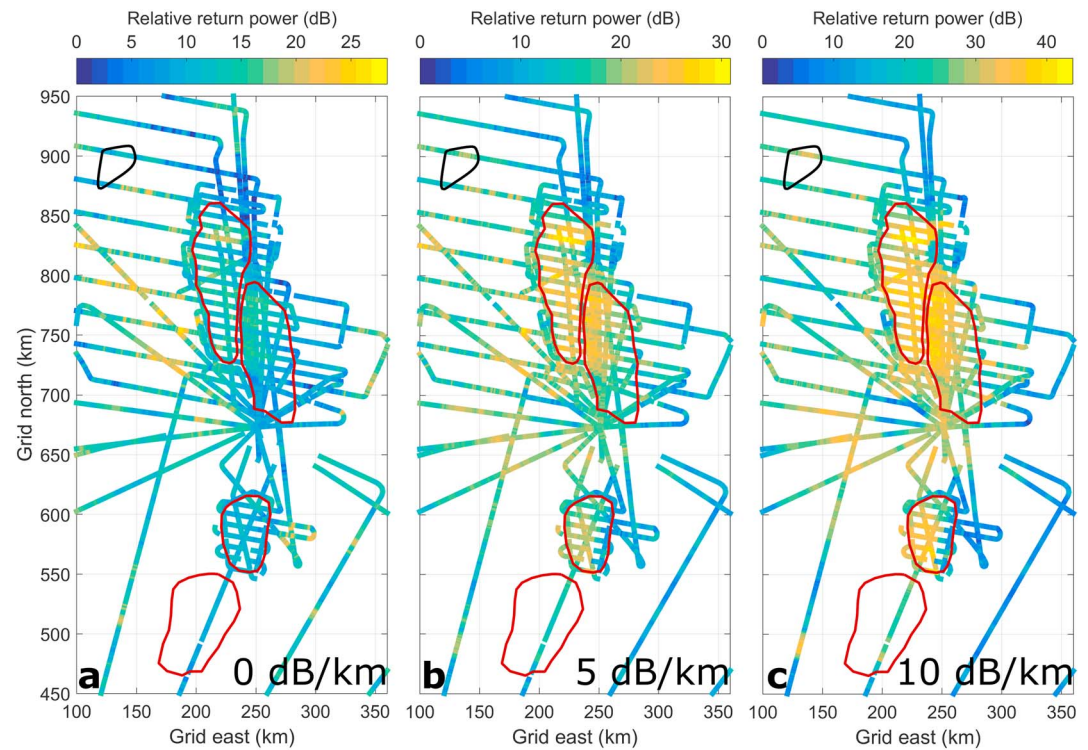 Relative return power (dB) Relative return power (dB) Relative return power (dB)
0 5 10 15 20 25 0 10 20 30 0 10 20 30 40
950
900
850
800
750
700
650
600
550
500
450
Grid north (km)
a 0 dB/km b 5 dB/km c 10 dB/km
100 150 200 250 300 350 100 150 200 250 300 350 100 150 200 250 300 350
Grid east (km) Grid east (km) Grid east (km)